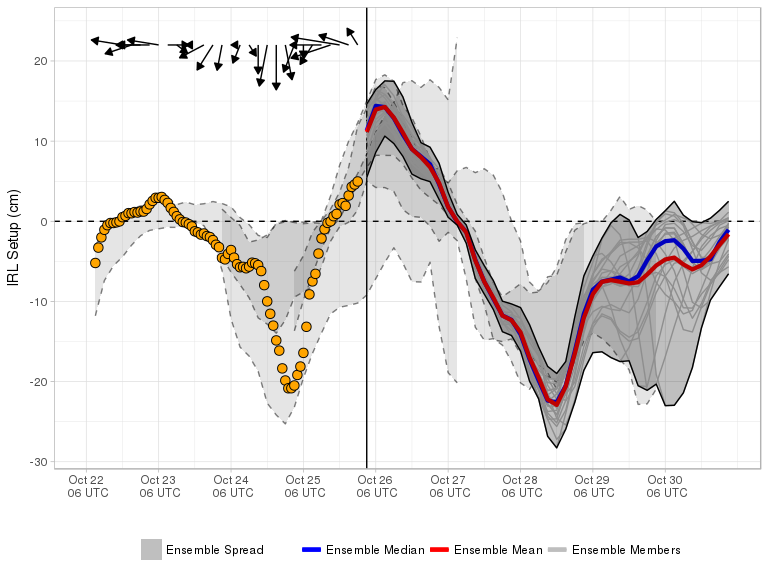 IRL Setup (cm)
20
10
0
-10
-20
-30
Oct 22 Oct 23 Oct 24 Oct 25 Oct 26 Oct 27 Oct 28 Oct 29 Oct 30
06 UTC 06 UTC 06 UTC 06 UTC 06 UTC 06 UTC 06 UTC 06 UTC 06 UTC
Ensemble Spread Ensemble Median Ensemble Mean Ensemble Members